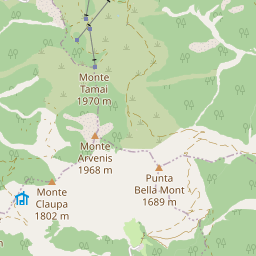 Monte
Tamai
1970 m
Monte
Arvenis
1968 m
Punta
Bella Mont
1689 m
Monte
Claupa
1802 m